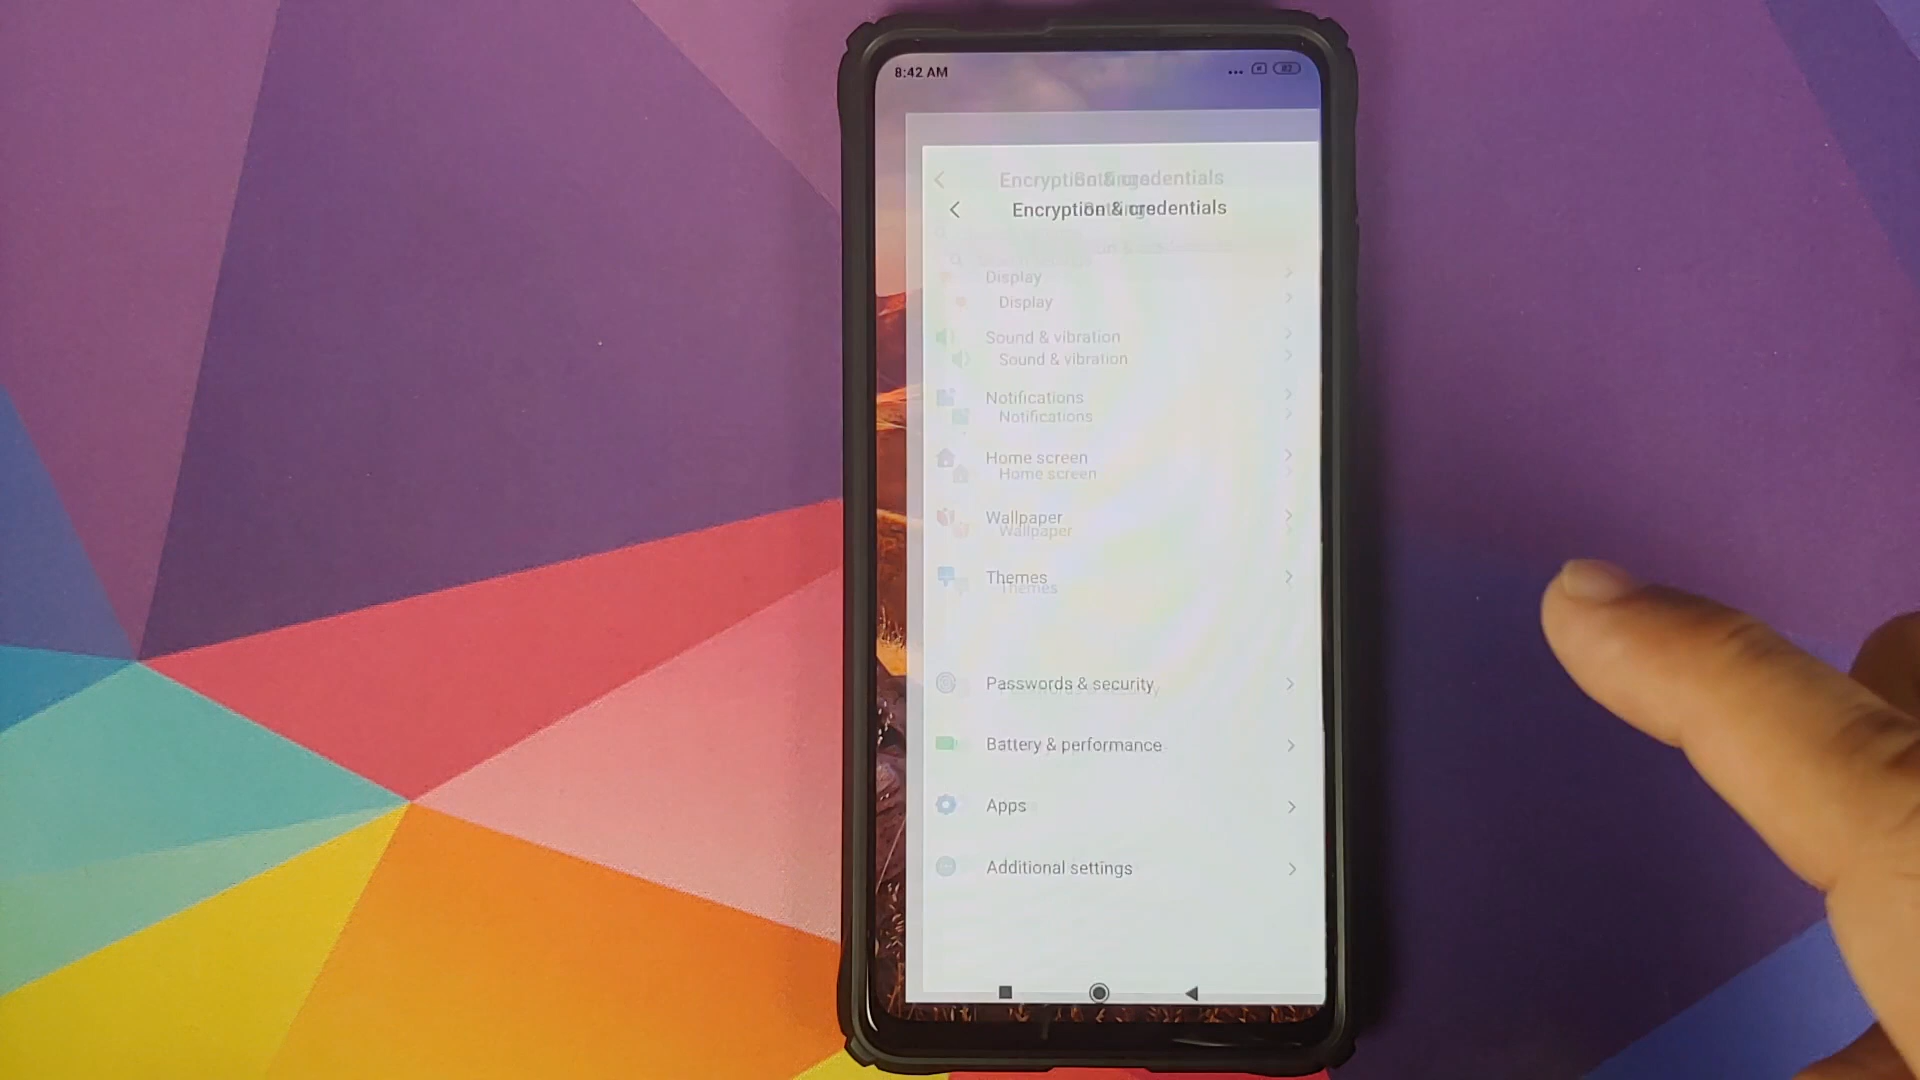 8:42 AM
82
Encryption & credentials
Encryption & credentials
Display
Display
Sound & vibration
Sound & vibration
Notifications
Notifications
Home screen
Home screen
Wallpaper
Wallpaper
Themes
Themes
Passwords & security
Battery & performance
Apps
Additional settings